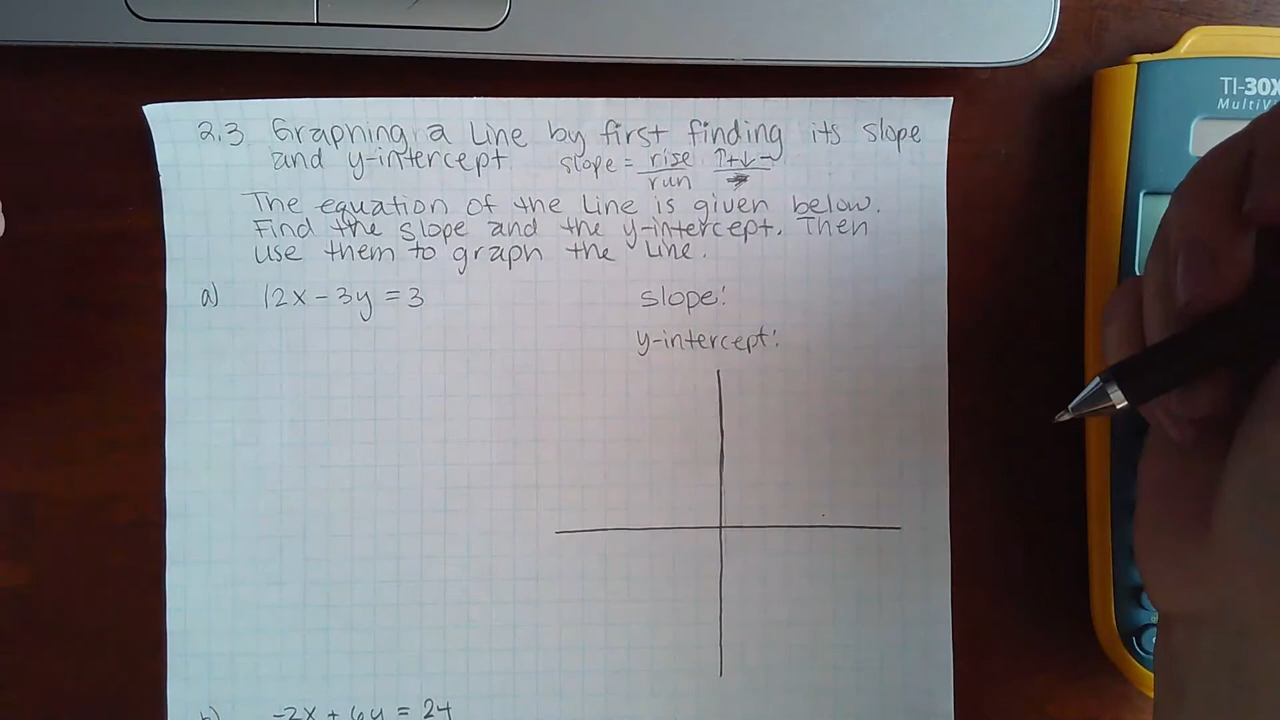 2.3 Graphing a Line by first finding its slope
and y-intercept slope = rise/run ↑+↓-/→
The equation of the line is given below.
Find the slope and the y-intercept. Then
use them to graph the line.
a) 12x - 3y = 3
slope:
y-intercept:
b) -2x + 6y = 24
TI-30X
MultiV